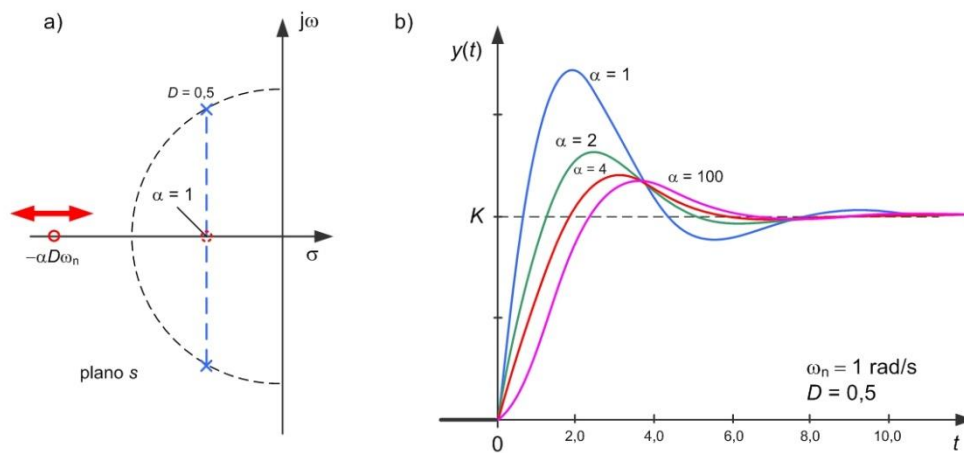 a)
jω
D = 0,5
α = 1
σ
−αDωₙ
plano s
b)
y(t)
α = 1
α = 2
α = 4
α = 100
K
ωₙ = 1 rad/s
D = 0,5
0
2,0
4,0
6,0
8,0
10,0
t